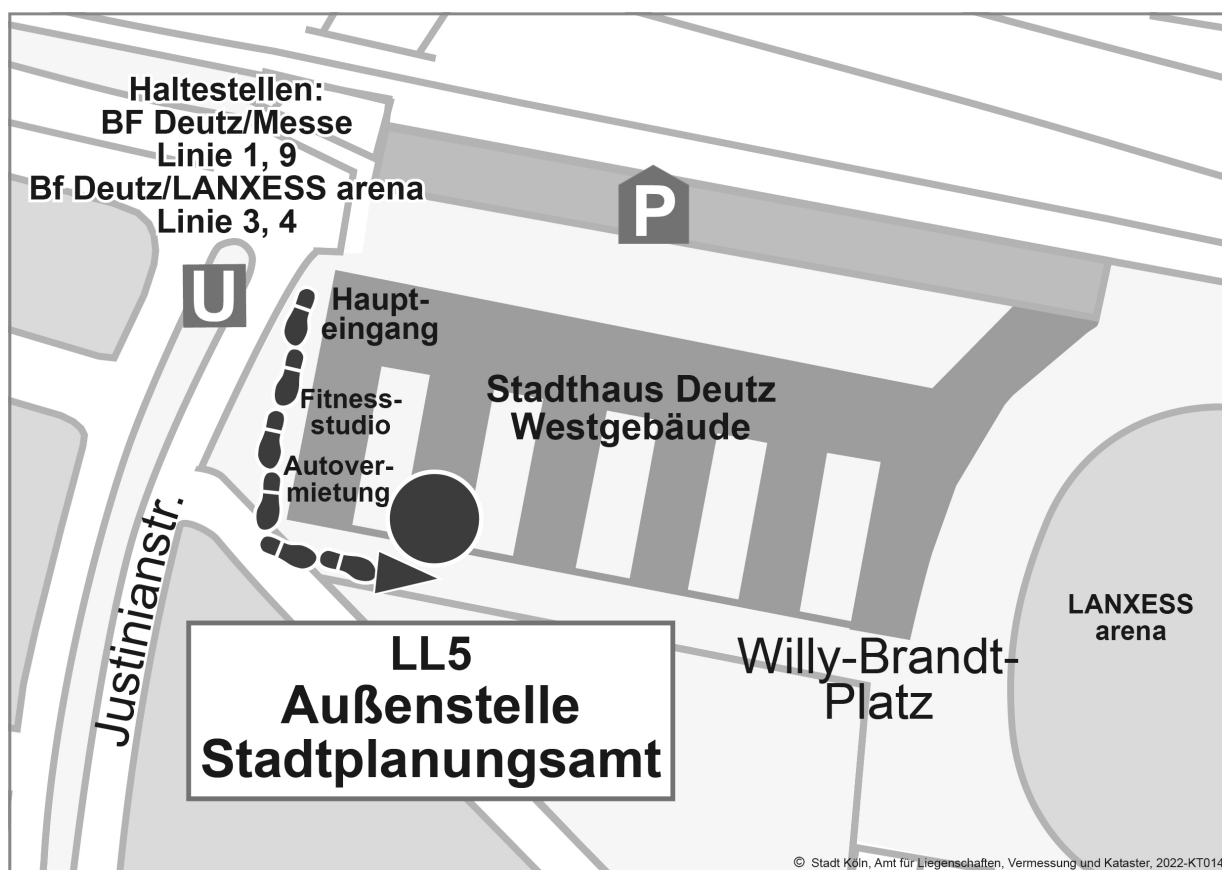 Haltestellen:
BF Deutz/Messe
Linie 1, 9
Bf Deutz/LANXESS arena
Linie 3, 4
P
U
Haupt-
eingang
Stadthaus Deutz
Westgebäude
Fitness-
studio
Autover-
mietung
Justinianstr.
LANXESS
arena
Willy-Brandt-
Platz
LL5
Außenstelle
Stadtplanungsamt
© Stadt Köln, Amt für Liegenschaften, Vermessung und Kataster, 2022-KT014